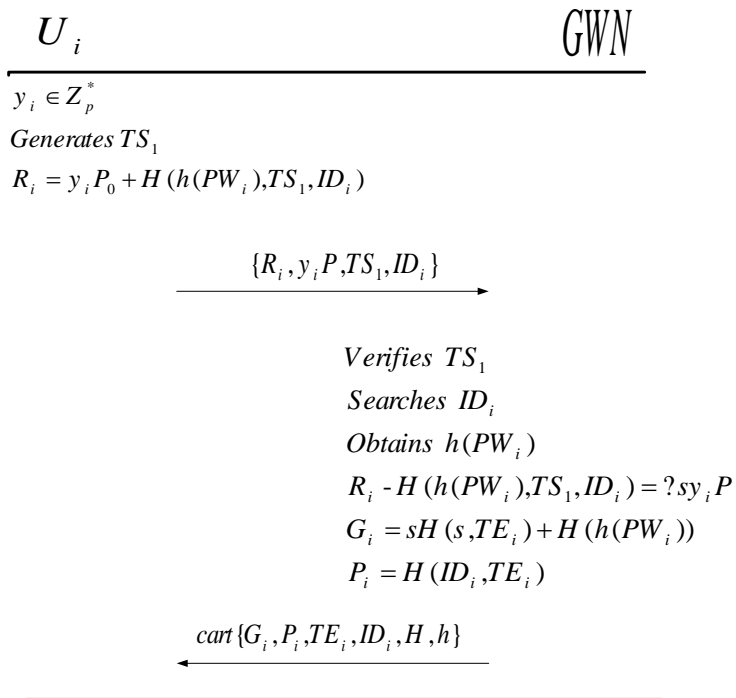 U_i GWN
y_i ∈ Z_p^*
Generates TS_1
R_i = y_i P_0 + H (h(PW_i),TS_1,ID_i)
{R_i, y_i P,TS_1,ID_i}
Verifies TS_1
Searches ID_i
Obtains h(PW_i)
R_i - H (h(PW_i),TS_1,ID_i) = ?sy_i P
G_i = sH (s,TE_i) + H (h(PW_i))
P_i = H (ID_i,TE_i)
cart{G_i, P_i,TE_i,ID_i,H,h}